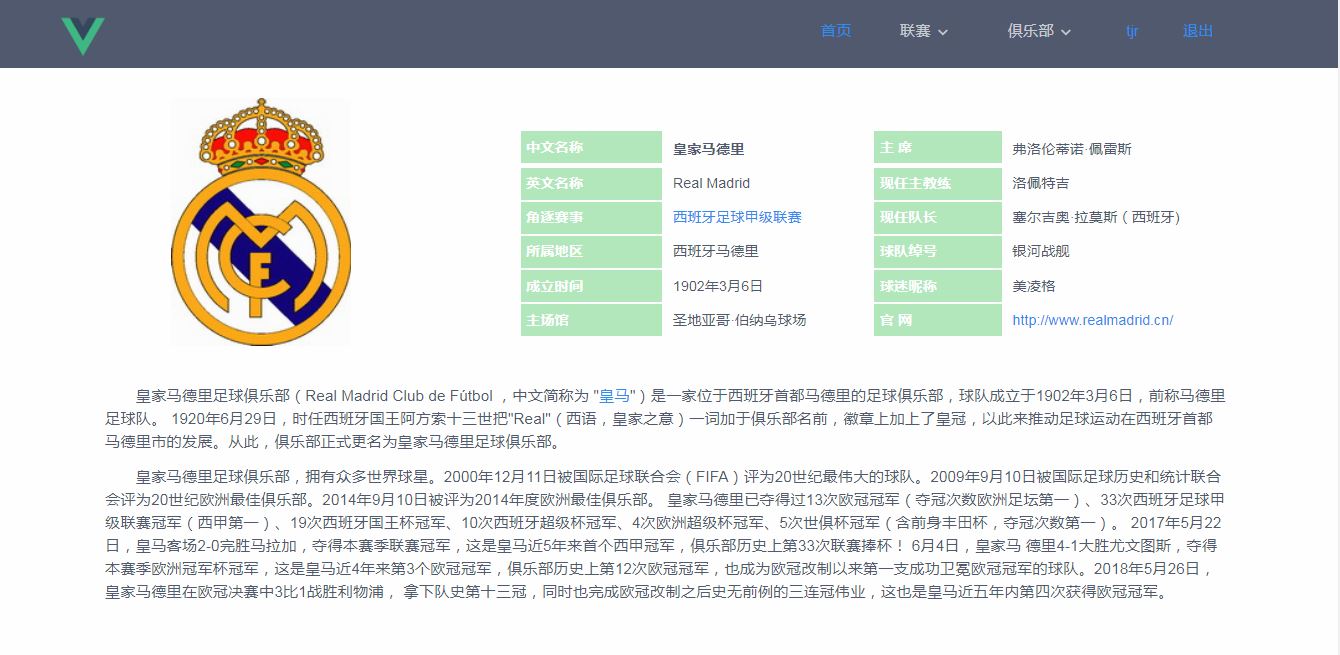 首页 联赛 俱乐部 tjr 退出
中文名称 皇家马德里 主 席 弗洛伦蒂诺·佩雷斯
英文名称 Real Madrid 现任主教练 洛佩特吉
角逐赛事 西班牙足球甲级联赛 现任队长 塞尔吉奥·拉莫斯（西班牙)
所属地区 西班牙马德里 球队绰号 银河战舰
成立时间 1902年3月6日 球迷昵称 美凌格
主场馆 圣地亚哥·伯纳乌球场 官 网 http://www.realmadrid.cn/
皇家马德里足球俱乐部（Real Madrid Club de Fútbol ，中文简称为 "皇马"）是一家位于西班牙首都马德里的足球俱乐部，球队成立于1902年3月6日，前称马德里
足球队。 1920年6月29日，时任西班牙国王阿方索十三世把"Real"（西语，皇家之意）一词加于俱乐部名前，徽章上加上了皇冠，以此来推动足球运动在西班牙首都
马德里市的发展。从此，俱乐部正式更名为皇家马德里足球俱乐部。
皇家马德里足球俱乐部，拥有众多世界球星。2000年12月11日被国际足球联合会（FIFA）评为20世纪最伟大的球队。2009年9月10日被国际足球历史和统计联合
会评为20世纪欧洲最佳俱乐部。2014年9月10日被评为2014年度欧洲最佳俱乐部。 皇家马德里已夺得过13次欧冠冠军（夺冠次数欧洲足坛第一）、33次西班牙足球甲
级联赛冠军（西甲第一）、19次西班牙国王杯冠军、10次西班牙超级杯冠军、4次欧洲超级杯冠军、5次世俱杯冠军（含前身丰田杯，夺冠次数第一）。 2017年5月22
日，皇马客场2-0完胜马拉加，夺得本赛季联赛冠军，这是皇马近5年来首个西甲冠军，俱乐部历史上第33次联赛捧杯！ 6月4日，皇家马 德里4-1大胜尤文图斯，夺得
本赛季欧洲冠军杯冠军，这是皇马近4年来第3个欧冠冠军，俱乐部历史上第12次欧冠冠军，也成为欧冠改制以来第一支成功卫冕欧冠冠军的球队。2018年5月26日，
皇家马德里在欧冠决赛中3比1战胜利物浦， 拿下队史第十三冠，同时也完成欧冠改制之后史无前例的三连冠伟业，这也是皇马近五年内第四次获得欧冠冠军。